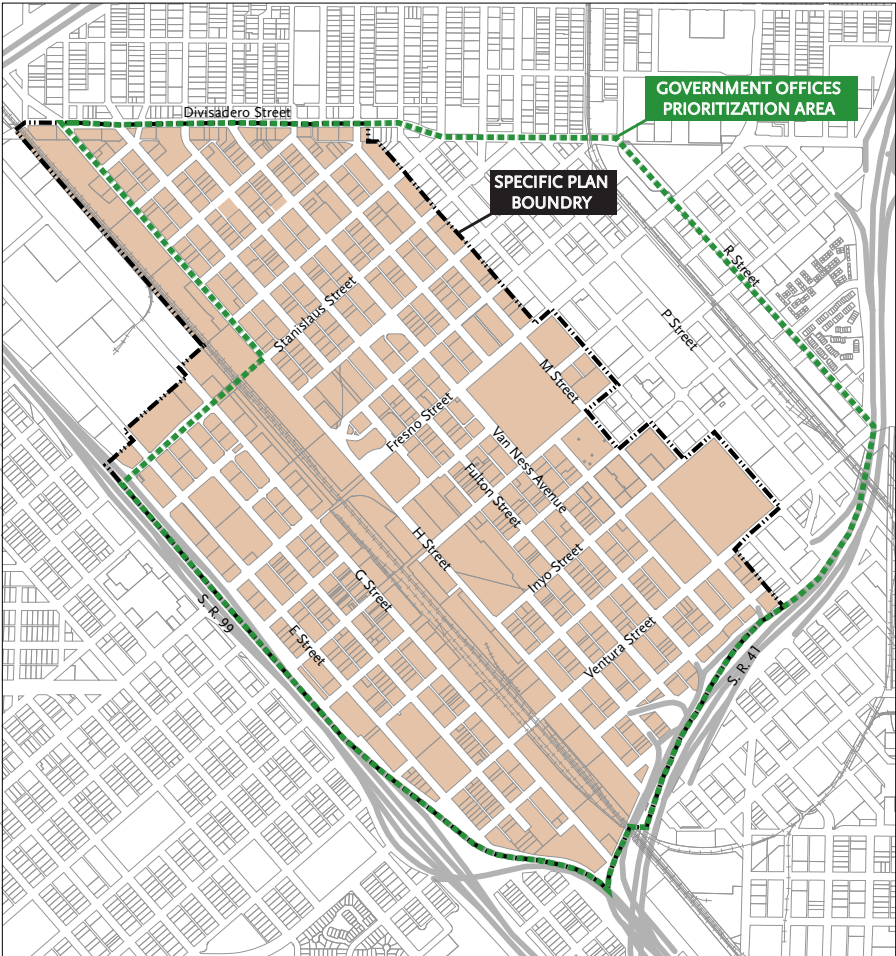 Divisadero Street
GOVERNMENT OFFICES
PRIORITIZATION AREA
SPECIFIC PLAN
BOUNDRY
R Street
P Street
Stanislaus Street
M Street
Fresno Street
Van Ness Avenue
Fulton Street
H Street
Inyo Street
G Street
E Street
S. R. 99
Ventura Street
S. R. 41